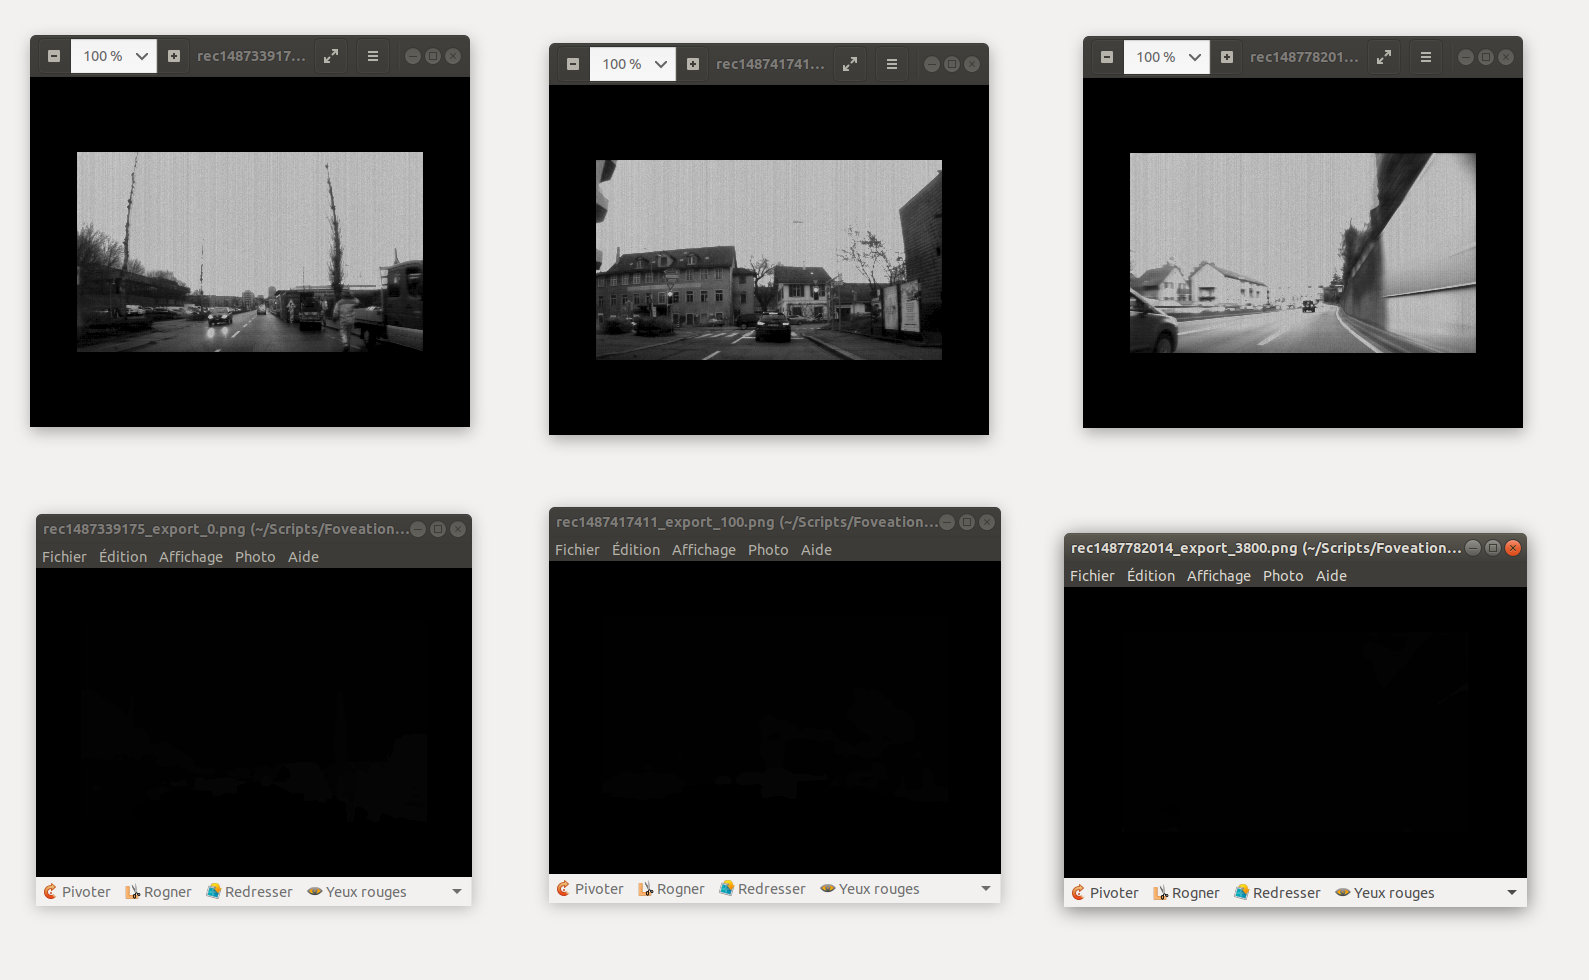 100 % rec148733917...
100 % rec148741741...
100 % rec148778201...
rec1487339175_export_0.png (~/Scripts/Foveation...
Fichier Édition Affichage Photo Aide
Pivoter Rogner Redresser Yeux rouges
rec1487417411_export_100.png (~/Scripts/Foveation...
Fichier Édition Affichage Photo Aide
Pivoter Rogner Redresser Yeux rouges
rec1487782014_export_3800.png (~/Scripts/Foveation...
Fichier Édition Affichage Photo Aide
Pivoter Rogner Redresser Yeux rouges